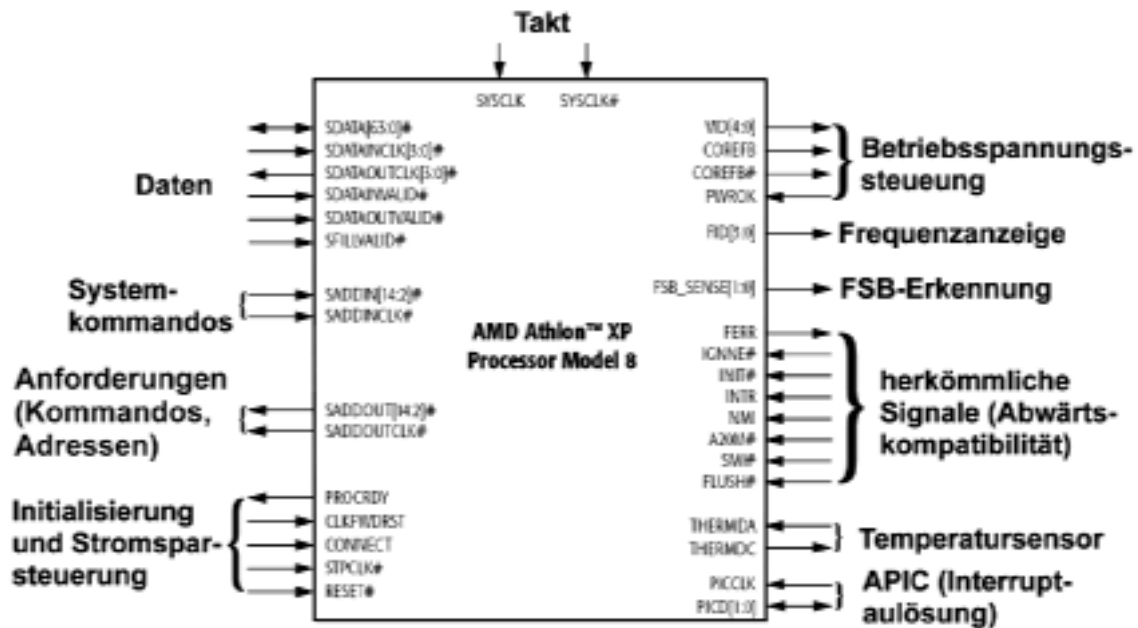 Takt
SYSCLK SYSCLK#
Daten
SDATA[63:0]#
SDATAINCLK[3:0]#
SDATAOUTCLK[3:0]#
SDATAINVALID#
SDATAOUTVALID#
SFILLVALID#
System-
kommandos
SADDIN[14:2]#
SADDINCLK#
Anforderungen
(Kommandos,
Adressen)
SADDOUT[14:2]#
SADDOUTCLK#
Initialisierung
und Stromspar-
steuerung
PROCRDY
CLKFWDRST
CONNECT
STPCLK#
RESET#
AMD Athlon™ XP
Processor Model 8
VID[4:0]
COREFB
COREFB#
PWROK
Betriebsspannungs-
steueung
FID[3:0]
Frequenzanzeige
FSB_SENSE[1:0]
FSB-Erkennung
FERR
IGNNE#
INIT#
INTR
NMI
A20M#
SMI#
FLUSH#
herkömmliche
Signale (Abwärts-
kompatibilität)
THERMDA
THERMDC
Temperatursensor
PICCLK
PICD[1:0]
APIC (Interrupt-
aulösung)